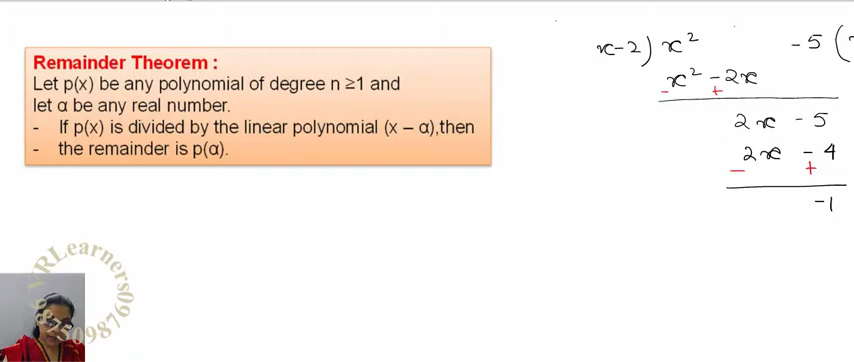 Remainder Theorem :
Let p(x) be any polynomial of degree n ≥1 and
let α be any real number.
- If p(x) is divided by the linear polynomial (x – α),then
- the remainder is p(α).
x-2) x² -5 (
x² -2x
- +
2x - 5
2x - 4
- +
-1